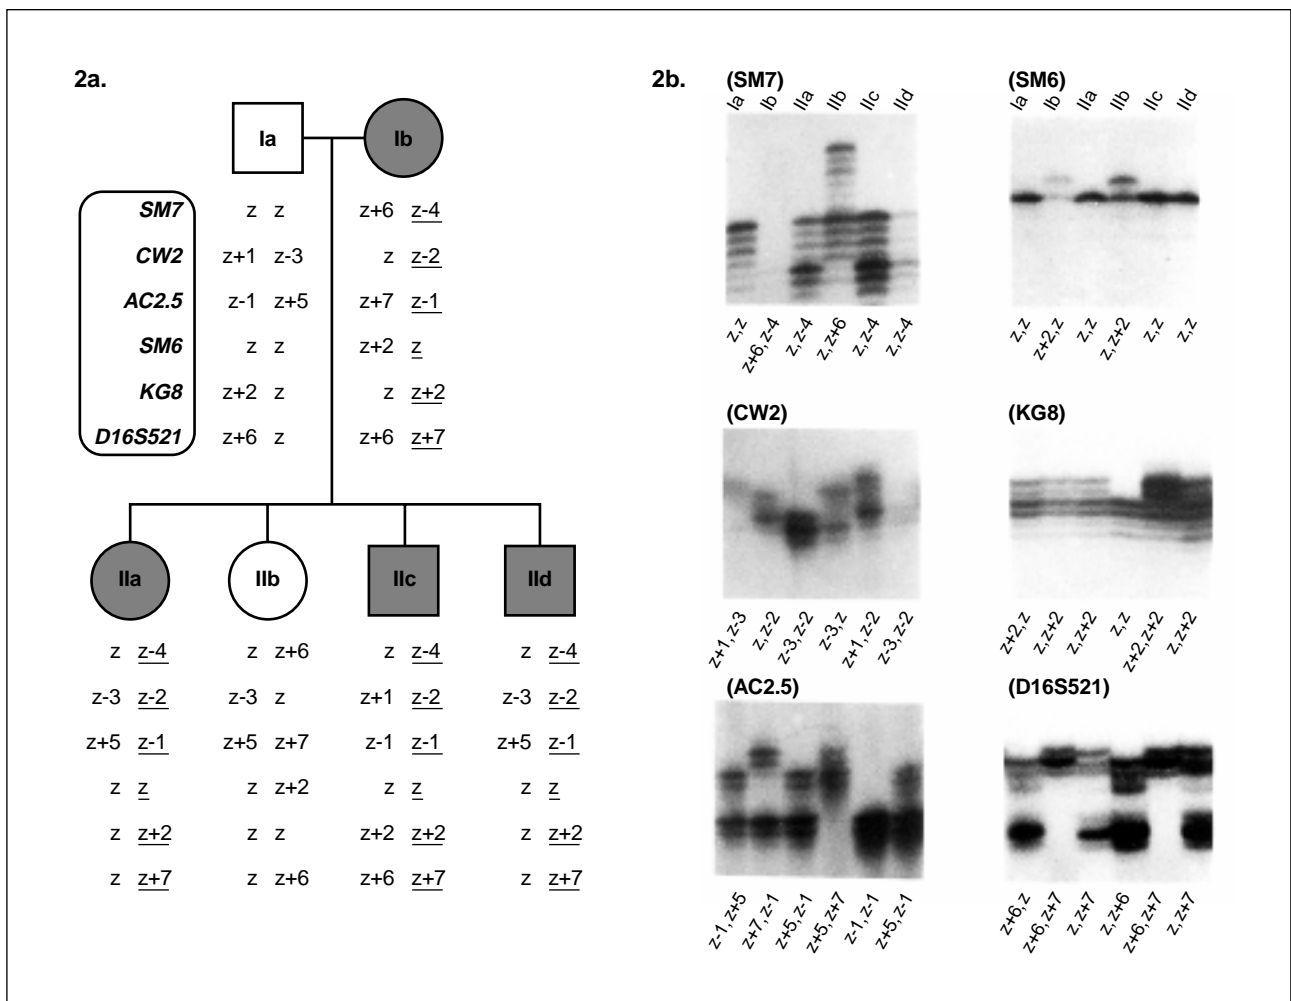 2a.
Ia Ib
SM7 z z z+6 z-4
CW2 z+1 z-3 z z-2
AC2.5 z-1 z+5 z+7 z-1
SM6 z z z+2 z
KG8 z+2 z z z+2
D16S521 z+6 z z+6 z+7
IIa IIb IIc IId
z z-4 z z+6 z z-4 z z-4
z-3 z-2 z-3 z z+1 z-2 z-3 z-2
z+5 z-1 z+5 z+7 z-1 z-1 z+5 z-1
z z z z+2 z z z z
z z+2 z z z+2 z+2 z z+2
z z+7 z z+6 z+6 z+7 z z+7
2b.
(SM7)
Ia Ib IIa IIb IIc IId
z,z z+6,z-4 z,z-4 z,z+6 z,z-4 z,z-4
(SM6)
Ia Ib IIa IIb IIc IId
z,z z+2,z z,z z,z+2 z,z z,z
(CW2)
z+1,z-3 z,z-2 z-3,z-2 z-3,z z+1,z-2 z-3,z-2
(KG8)
z+2,z z,z+2 z,z+2 z,z z+2,z+2 z,z+2
(AC2.5)
z-1,z+5 z+7,z-1 z+5,z-1 z+5,z+7 z-1,z-1 z+5,z-1
(D16S521)
z+6,z z+6,z+7 z,z+7 z,z+6 z+6,z+7 z,z+7